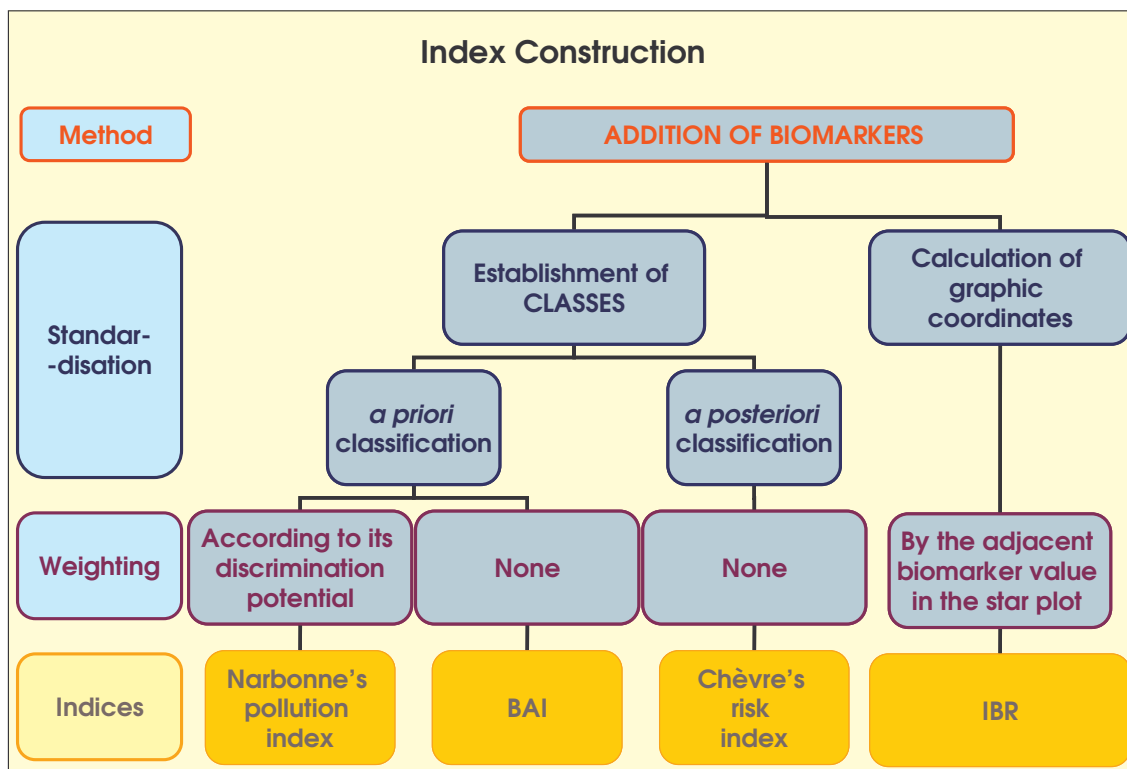 Index Construction
Method
ADDITION OF BIOMARKERS
Standar-
-disation
Establishment of
CLASSES
Calculation of
graphic
coordinates
a priori
classification
a posteriori
classification
Weighting
According to its
discrimination
potential
None
None
By the adjacent
biomarker value
in the star plot
Indices
Narbonne's
pollution
index
BAI
Chèvre's
risk
index
IBR